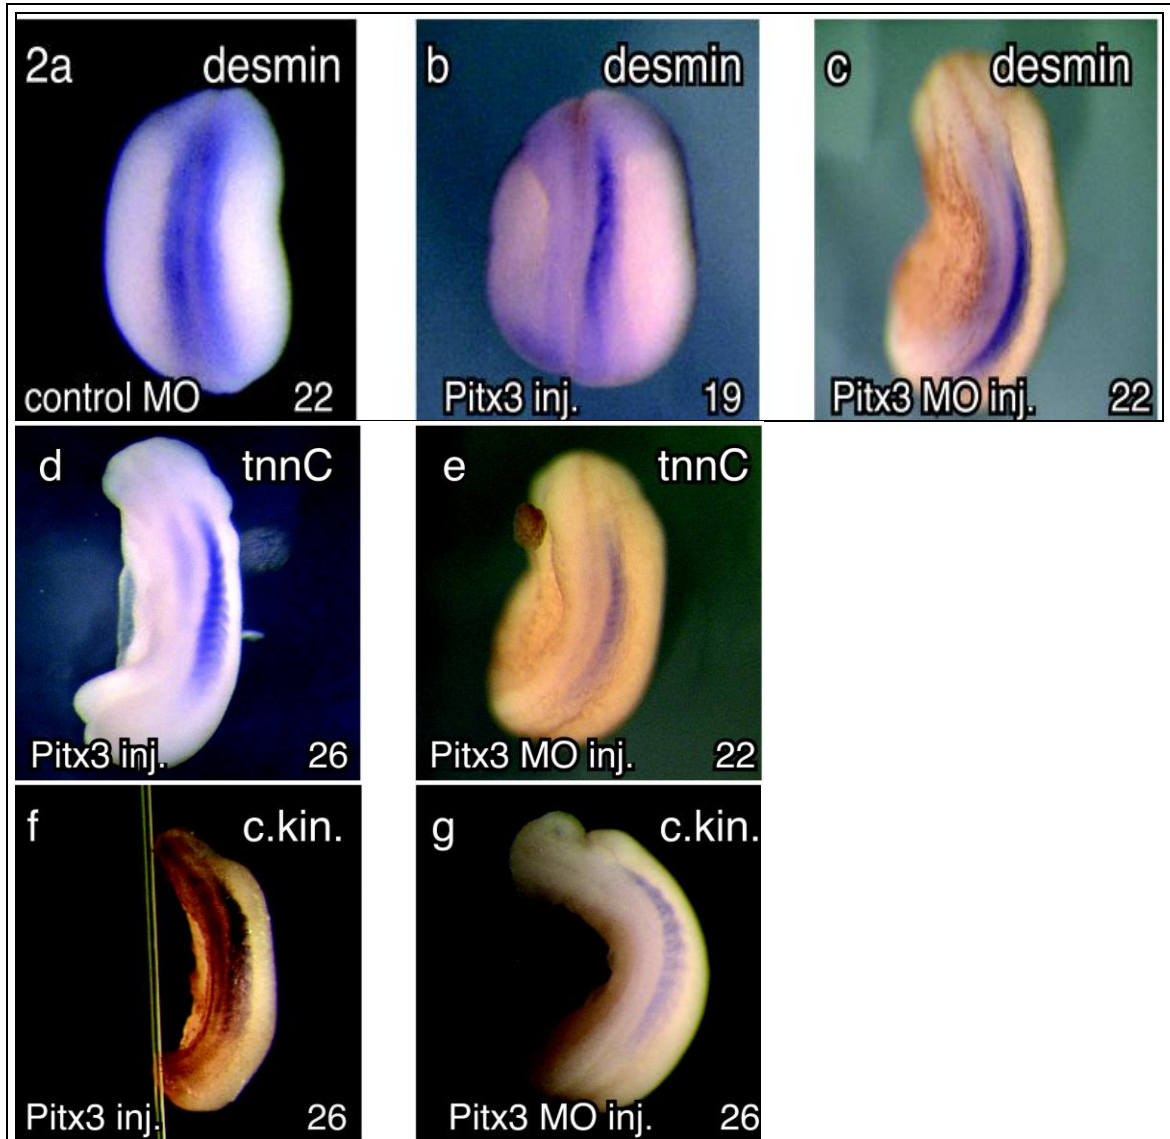 2a desmin
control MO 22
b desmin
Pitx3 inj. 19
c desmin
Pitx3 MO inj. 22
d tnnC
Pitx3 inj. 26
e tnnC
Pitx3 MO inj. 22
f c.kin.
Pitx3 inj. 26
g c.kin.
Pitx3 MO inj. 26